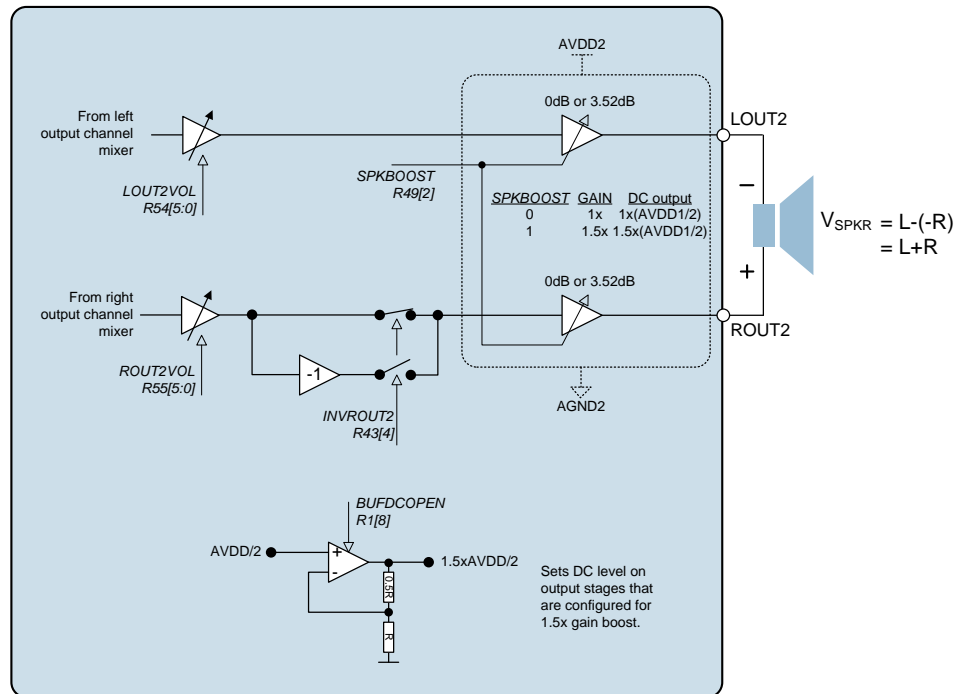 AVDD2
0dB or 3.52dB
From left
output channel
mixer
LOUT2
LOUT2VOL
R54[5:0]
SPKBOOST
R49[2]
SPKBOOST GAIN DC output
0 1x 1x(AVDD1/2)
1 1.5x 1.5x(AVDD1/2)
−
+
VSPKR = L-(-R)
= L+R
0dB or 3.52dB
From right
output channel
mixer
ROUT2
ROUT2VOL
R55[5:0]
-1
INVROUT2
R43[4]
AGND2
BUFDCOPEN
R1[8]
AVDD/2
+
-
1.5xAVDD/2
0.5R
R
Sets DC level on
output stages that
are configured for
1.5x gain boost.